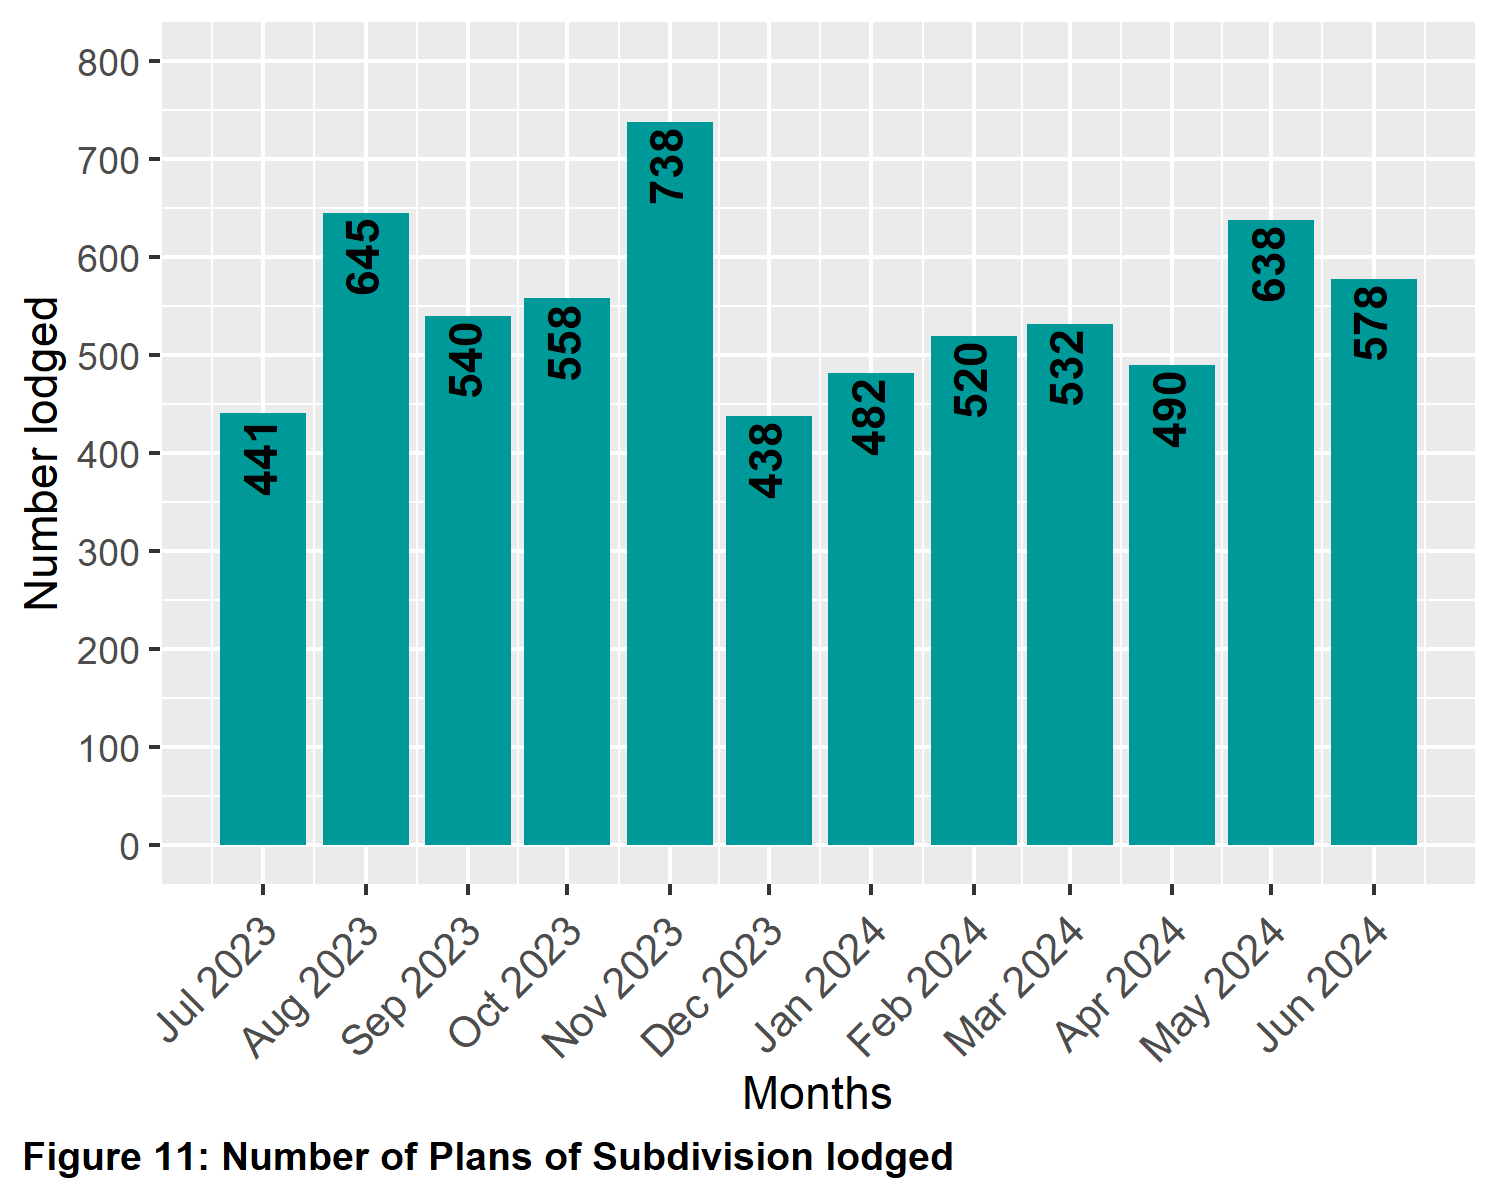 800
700
600
500
400
300
200
100
0
Number lodged
441
645
540
558
738
438
482
520
532
490
638
578
Jul 2023
Aug 2023
Sep 2023
Oct 2023
Nov 2023
Dec 2023
Jan 2024
Feb 2024
Mar 2024
Apr 2024
May 2024
Jun 2024
Months
Figure 11: Number of Plans of Subdivision lodged